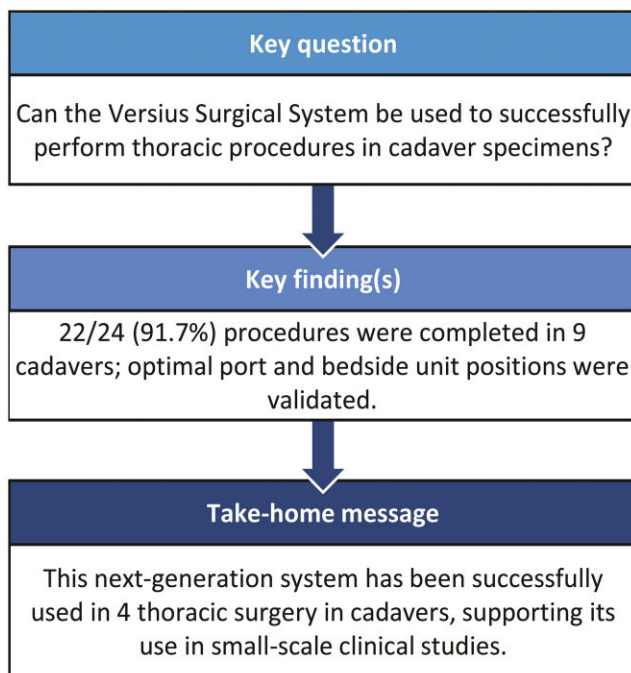 Key question
Can the Versius Surgical System be used to successfully
perform thoracic procedures in cadaver specimens?
Key finding(s)
22/24 (91.7%) procedures were completed in 9
cadavers; optimal port and bedside unit positions were
validated.
Take-home message
This next-generation system has been successfully
used in 4 thoracic surgery in cadavers, supporting its
use in small-scale clinical studies.